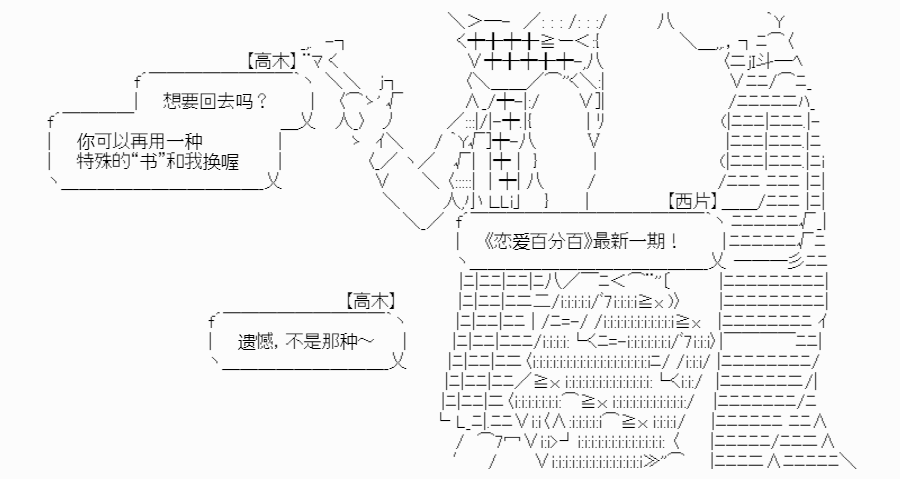 【高木】
想要回去吗？
你可以再用一种
特殊的“书”和我换喔
【西片】
《恋爱百分百》最新一期！
【高木】
遗憾，不是那种～